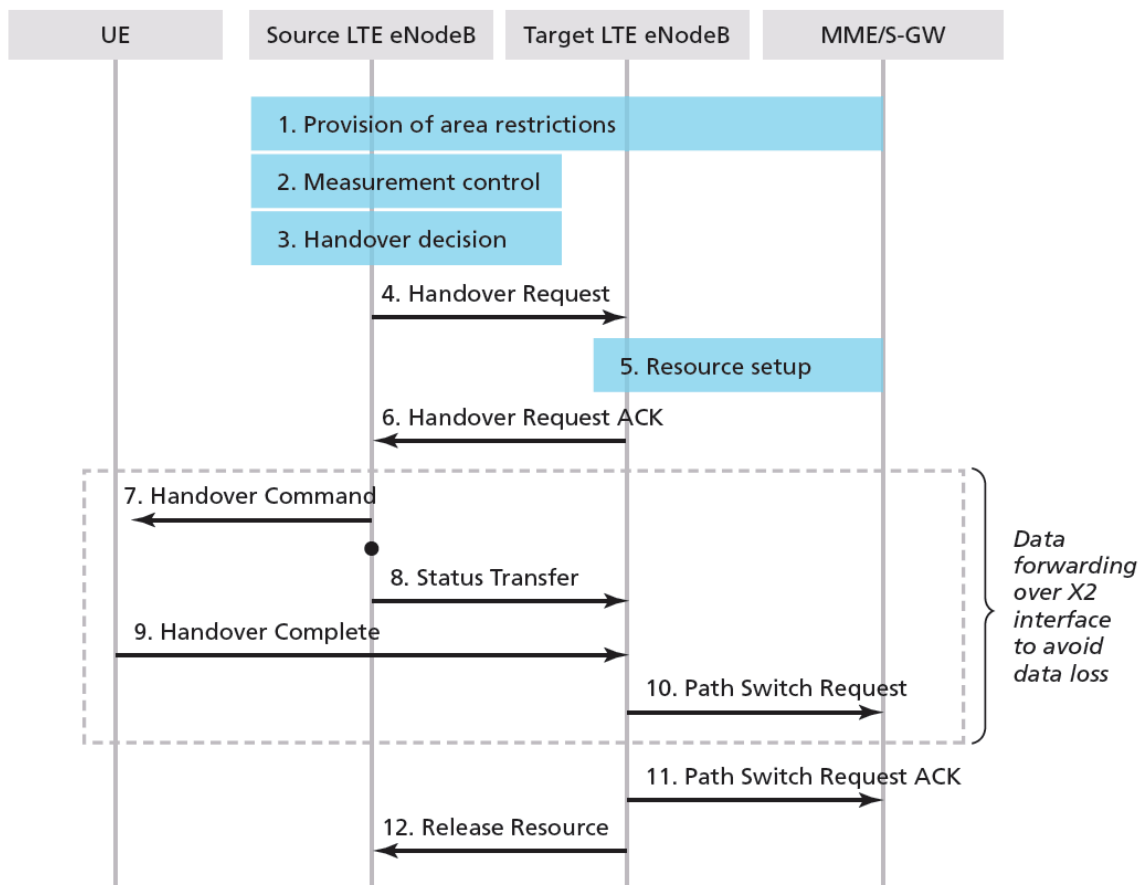 UE
Source LTE eNodeB
Target LTE eNodeB
MME/S-GW
1. Provision of area restrictions
2. Measurement control
3. Handover decision
4. Handover Request
5. Resource setup
6. Handover Request ACK
7. Handover Command
8. Status Transfer
9. Handover Complete
10. Path Switch Request
Data
forwarding
over X2
interface
to avoid
data loss
11. Path Switch Request ACK
12. Release Resource